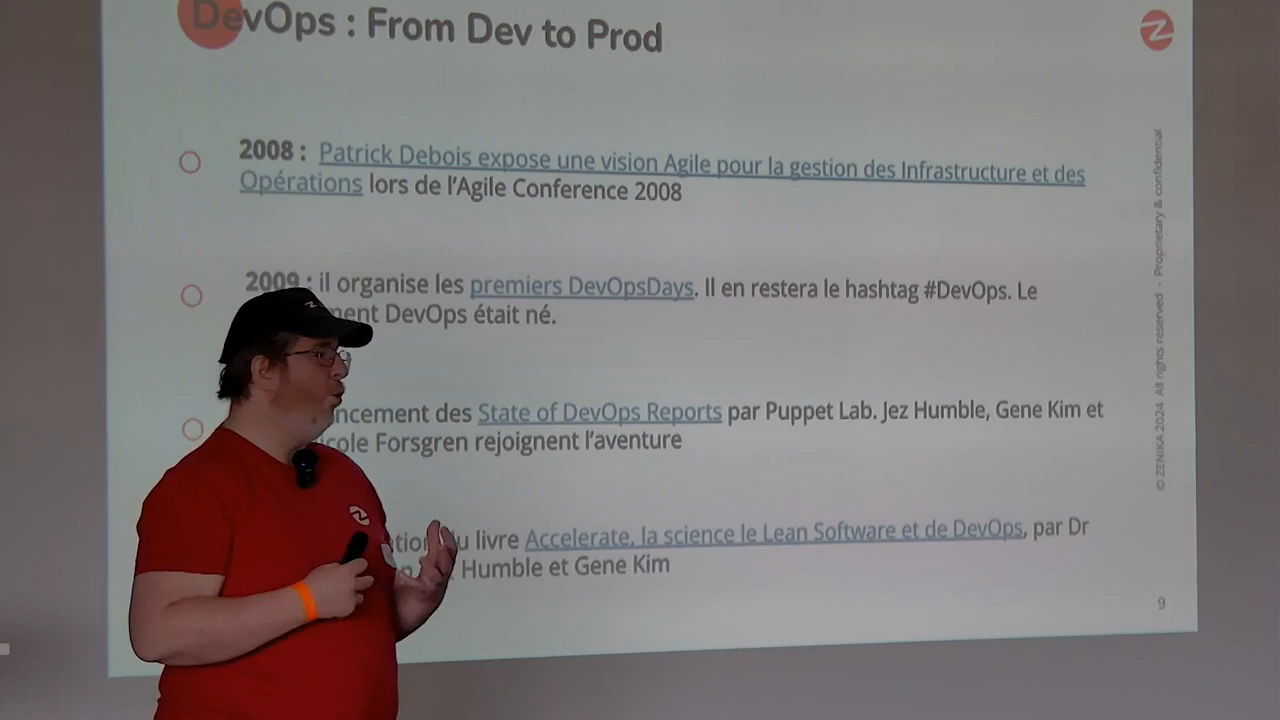 DevOps : From Dev to Prod
2008 : Patrick Debois expose une vision Agile pour la gestion des Infrastructure et des
Opérations lors de l'Agile Conference 2008
2009 : il organise les premiers DevOpsDays. Il en restera le hashtag #DevOps. Le
DevOps était né.
des State of DevOps Reports par Puppet Lab. Jez Humble, Gene Kim et
Forsgren rejoignent l'aventure
livre Accelerate, la science le Lean Software et de DevOps, par Dr
Humble et Gene Kim
© ZENIKA 2024 All rights reserved - Proprietary & confidential
9